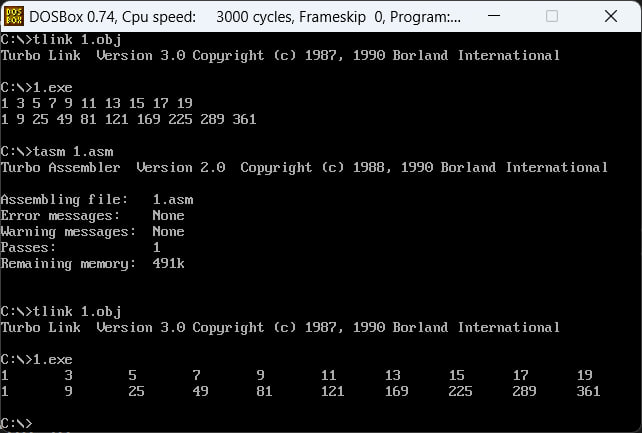 DOS BOX DOSBox 0.74, Cpu speed: 3000 cycles, Frameskip 0, Program:...
C:\>tlink 1.obj
Turbo Link Version 3.0 Copyright (c) 1987, 1990 Borland International
C:\>1.exe
1 3 5 7 9 11 13 15 17 19
1 9 25 49 81 121 169 225 289 361
C:\>tasm 1.asm
Turbo Assembler Version 2.0 Copyright (c) 1988, 1990 Borland International
Assembling file: 1.asm
Error messages: None
Warning messages: None
Passes: 1
Remaining memory: 491k
C:\>tlink 1.obj
Turbo Link Version 3.0 Copyright (c) 1987, 1990 Borland International
C:\>1.exe
1 3 5 7 9 11 13 15 17 19
1 9 25 49 81 121 169 225 289 361
C:\>